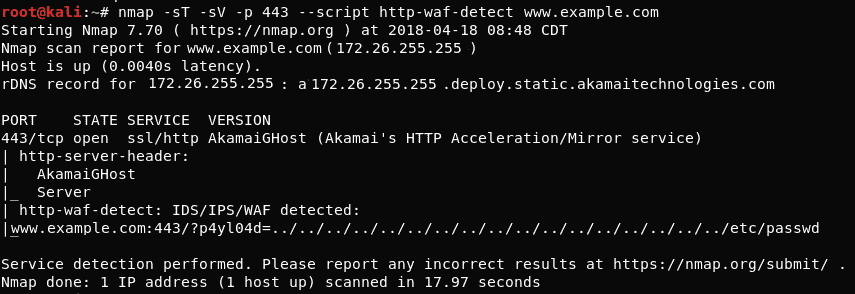 root@kali:~# nmap -sT -sV -p 443 --script http-waf-detect www.example.com
Starting Nmap 7.70 ( https://nmap.org ) at 2018-04-18 08:48 CDT
Nmap scan report for www.example.com (172.26.255.255 )
Host is up (0.0040s latency).
rDNS record for 172.26.255.255 : a172.26.255.255 .deploy.static.akamaitechnologies.com
PORT    STATE SERVICE  VERSION
443/tcp open  ssl/http AkamaiGHost (Akamai's HTTP Acceleration/Mirror service)
| http-server-header:
|   AkamaiGHost
|_  Server
| http-waf-detect: IDS/IPS/WAF detected:
|_www.example.com:443/?p4yl04d=../../../../../../../../../../../../../../../../../etc/passwd
Service detection performed. Please report any incorrect results at https://nmap.org/submit/ .
Nmap done: 1 IP address (1 host up) scanned in 17.97 seconds